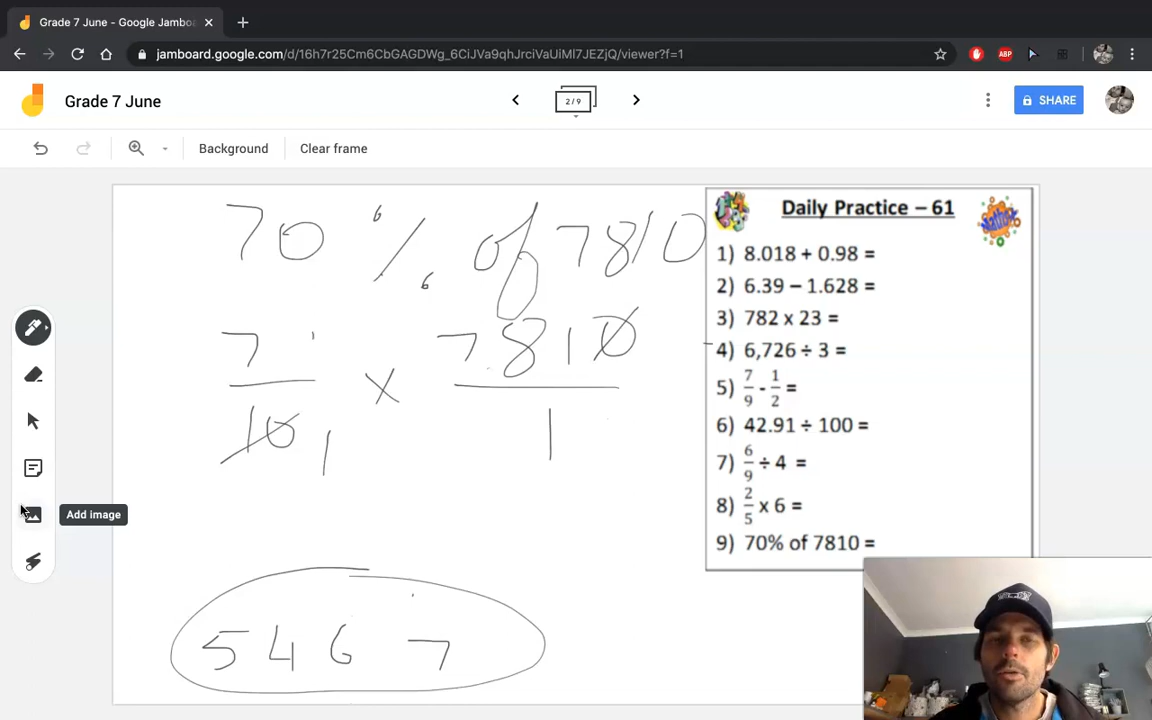 Grade 7 June - Google Jambo
jamboard.google.com/d/16h7r25Cm6CbGAGDWg_6CiJVa9qhJrciVaUiMl7JEZjQ/viewer?f=1
ABP
Grade 7 June
2/9
SHARE
Background
Clear frame
70 % of 7810
7
10 1
x
7810
1
5467
Add image
Daily Practice – 61
1) 8.018 + 0.98 =
2) 6.39 – 1.628 =
3) 782 x 23 =
4) 6,726 ÷ 3 =
5) 7/9 - 1/2 =
6) 42.91 ÷ 100 =
7) 6/9 ÷ 4 =
8) 2/5 x 6 =
9) 70% of 7810 =